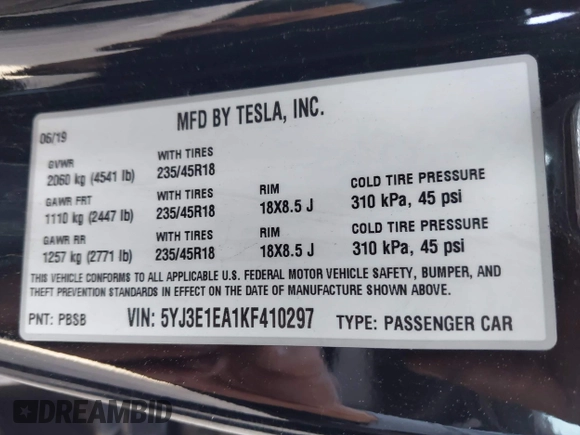 MFD BY TESLA, INC.
06/19
GVWR WITH TIRES
2060 kg (4541 lb) 235/45R18
GAWR FRT WITH TIRES RIM COLD TIRE PRESSURE
1110 kg (2447 lb) 235/45R18 18X8.5 J 310 kPa, 45 psi
GAWR RR WITH TIRES RIM COLD TIRE PRESSURE
1257 kg (2771 lb) 235/45R18 18X8.5 J 310 kPa, 45 psi
THIS VEHICLE CONFORMS TO ALL APPLICABLE U.S. FEDERAL MOTOR VEHICLE SAFETY, BUMPER, AND
THEFT PREVENTION STANDARDS IN EFFECT ON THE DATE OF MANUFACTURE SHOWN ABOVE.
PNT: PBSB VIN: 5YJ3E1EA1KF410297 TYPE: PASSENGER CAR
DREAMBID